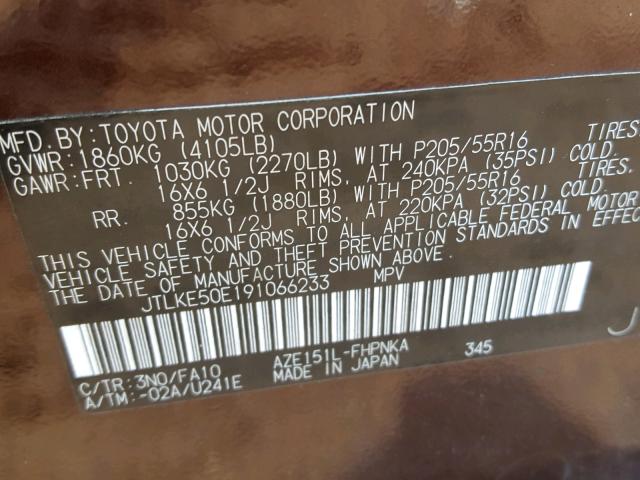 MFD. BY: TOYOTA MOTOR CORPORATION
GVWR: 1860KG (4105LB)
GAWR: FRT. 1030KG (2270LB) WITH P205/55R16 TIRES
16X6 1/2J RIMS, AT 240KPA (35PSI) COLD.
RR. 855KG (1880LB) WITH P205/55R16 TIRES,
16X6 1/2J RIMS, AT 220KPA (32PSI) COLD.
THIS VEHICLE CONFORMS TO ALL APPLICABLE FEDERAL MOTOR
VEHICLE SAFETY AND THEFT PREVENTION STANDARDS IN EFFEC
THE DATE OF MANUFACTURE SHOWN ABOVE.
JTLKE50E191066233 MPV
C/TR: 3N0/FA10 AZE151L-FHPNKA 345
A/TM: -02A/U241E MADE IN JAPAN
J